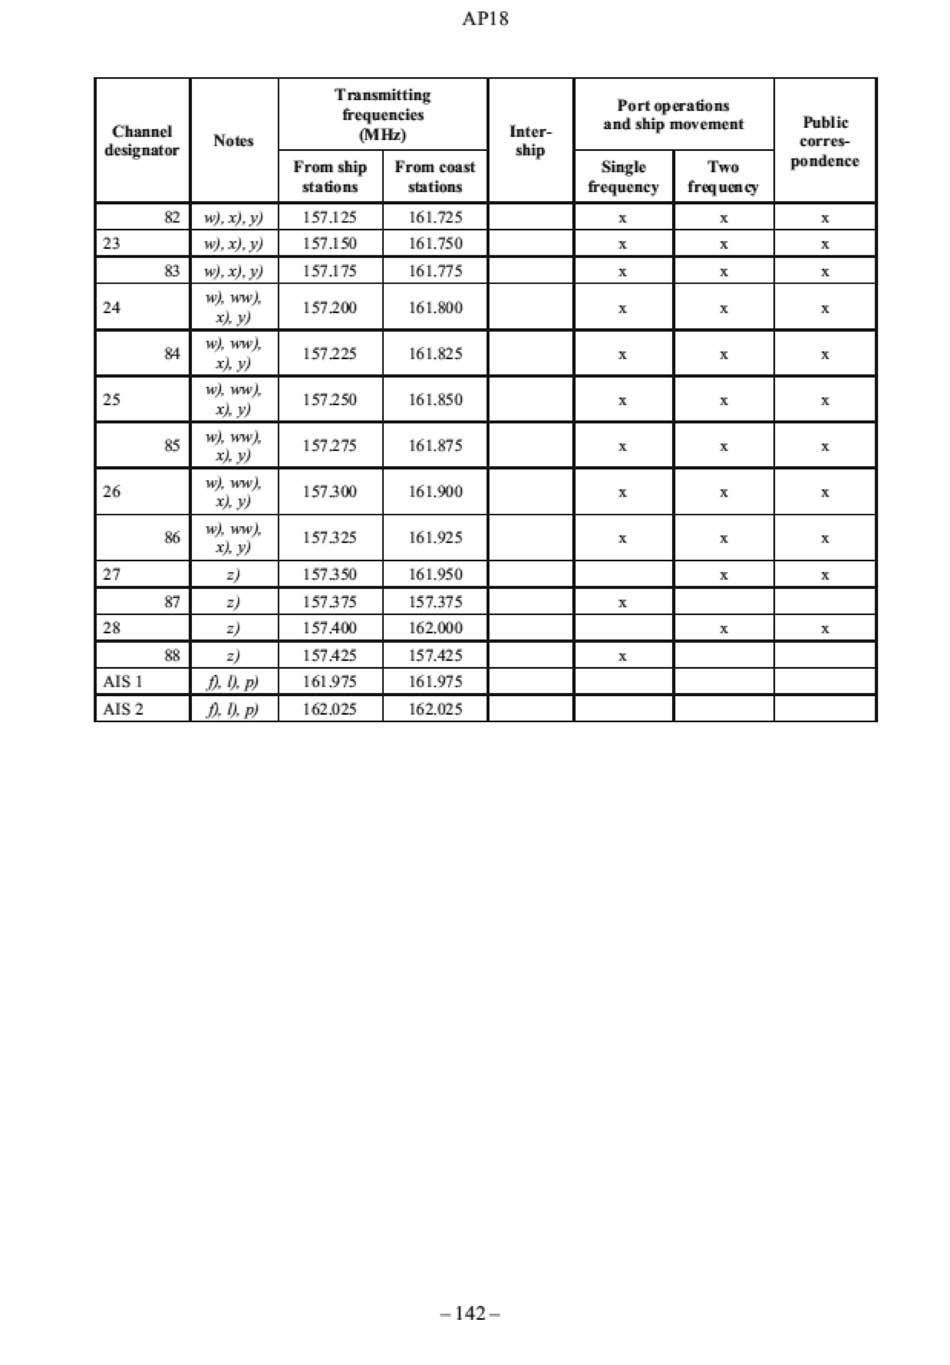 AP18
Channel designator | Notes | Transmitting frequencies (MHz) | Inter-ship | Port operations and ship movement | Public corres-pondence
From ship stations | From coast stations | Single frequency | Two frequency
82 | w), x), y) | 157.125 | 161.725 | | x | x | x
23 | w), x), y) | 157.150 | 161.750 | | x | x | x
83 | w), x), y) | 157.175 | 161.775 | | x | x | x
24 | w), ww), x), y) | 157.200 | 161.800 | | x | x | x
84 | w), ww), x), y) | 157.225 | 161.825 | | x | x | x
25 | w), ww), x), y) | 157.250 | 161.850 | | x | x | x
85 | w), ww), x), y) | 157.275 | 161.875 | | x | x | x
26 | w), ww), x), y) | 157.300 | 161.900 | | x | x | x
86 | w), ww), x), y) | 157.325 | 161.925 | | x | x | x
27 | z) | 157.350 | 161.950 | | | x | x
87 | z) | 157.375 | 157.375 | | x | |
28 | z) | 157.400 | 162.000 | | | x | x
88 | z) | 157.425 | 157.425 | | x | |
AIS 1 | f), l), p) | 161.975 | 161.975 | | | |
AIS 2 | f), l), p) | 162.025 | 162.025 | | | |
– 142 –